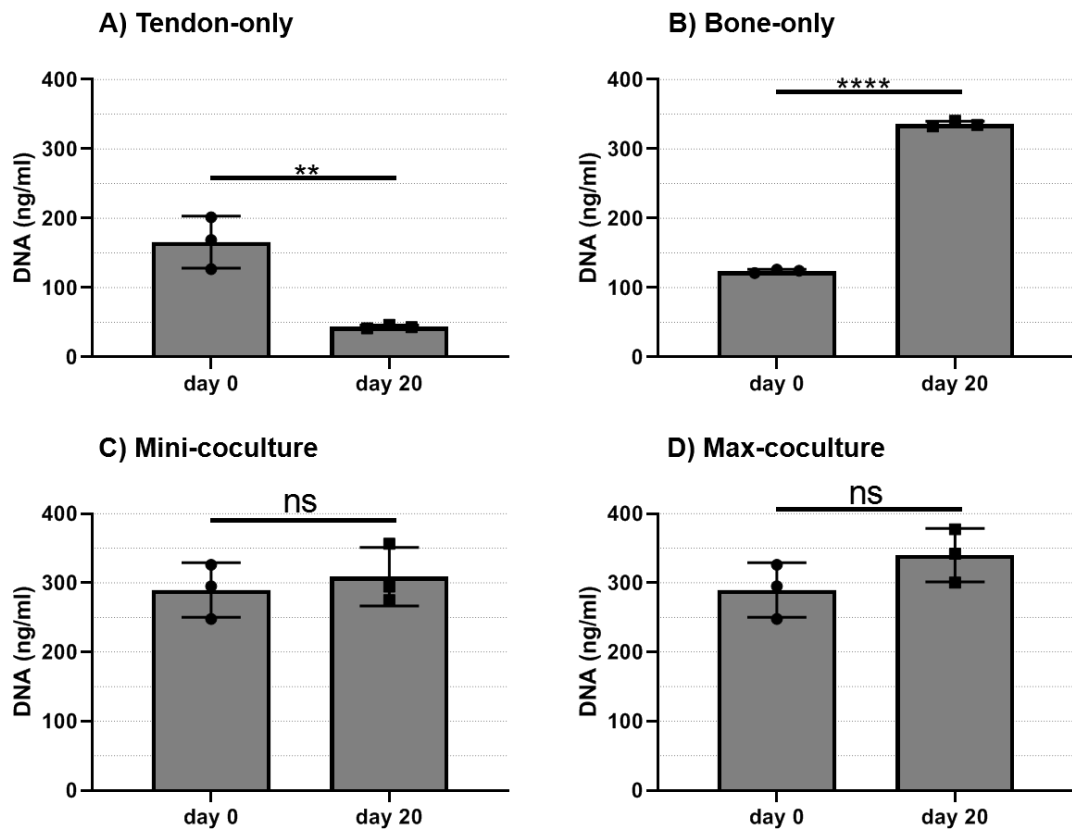 A) Tendon-only
400
300
200
100
0
DNA (ng/ml)
**
day 0
day 20
B) Bone-only
400
300
200
100
0
DNA (ng/ml)
****
day 0
day 20
C) Mini-coculture
400
300
200
100
0
DNA (ng/ml)
ns
day 0
day 20
D) Max-coculture
400
300
200
100
0
DNA (ng/ml)
ns
day 0
day 20